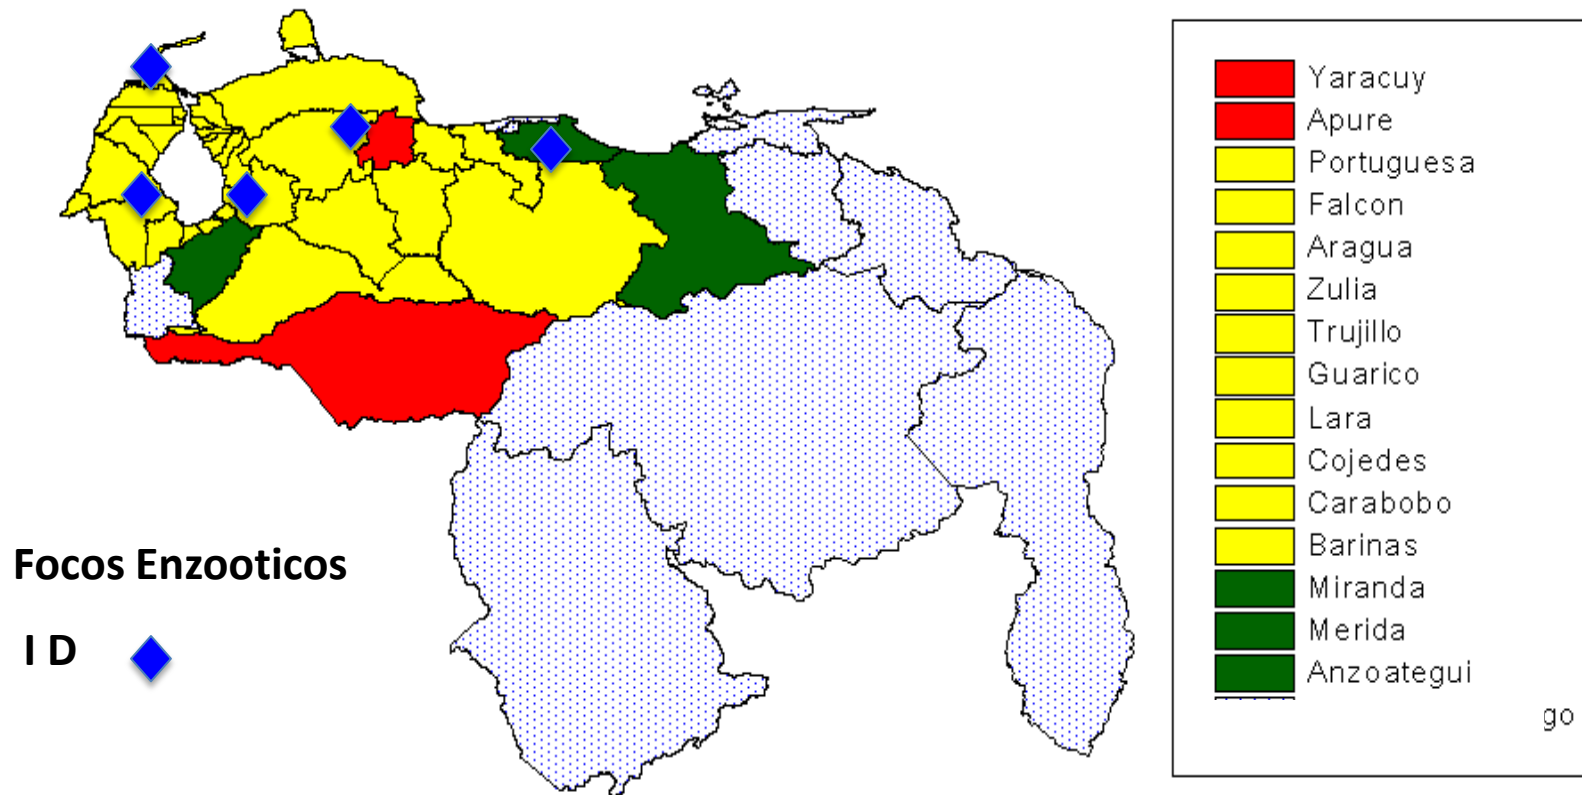 Yaracuy
Apure
Portuguesa
Falcon
Aragua
Zulia
Trujillo
Guarico
Lara
Cojedes
Carabobo
Barinas
Miranda
Merida
Anzoategui
go
Focos Enzooticos
I D